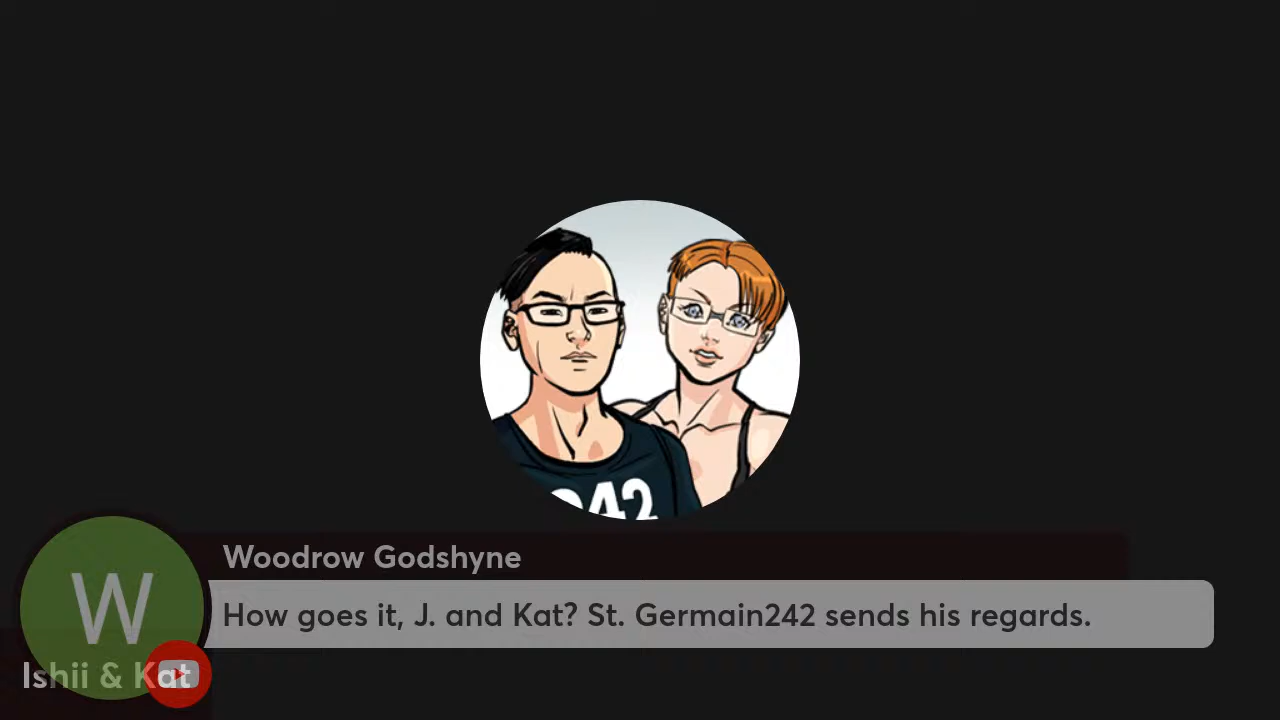 242
Woodrow Godshyne
How goes it, J. and Kat? St. Germain242 sends his regards.
W
Ishii & Kat